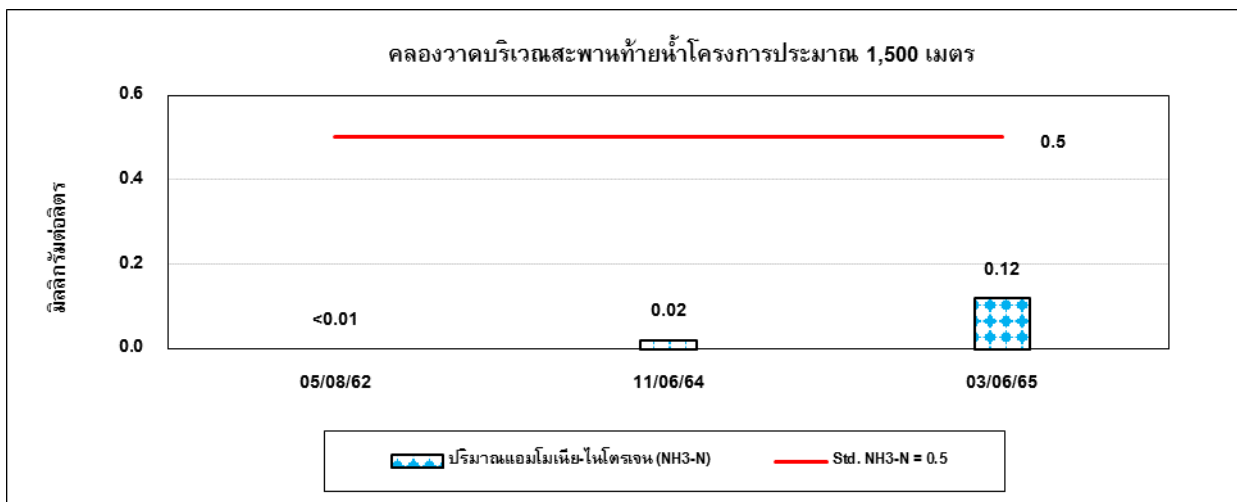 คลองวาดบริเวณสะพานท้ายน้ำโครงการประมาณ 1,500 เมตร
มิลลิกรัมต่อลิตร
0.6
0.5
0.4
0.2
0.12
0.02
<0.01
0.0
05/08/62 11/06/64 03/06/65
ปริมาณแอมโมเนีย-ไนโตรเจน (NH3-N) Std. NH3-N = 0.5